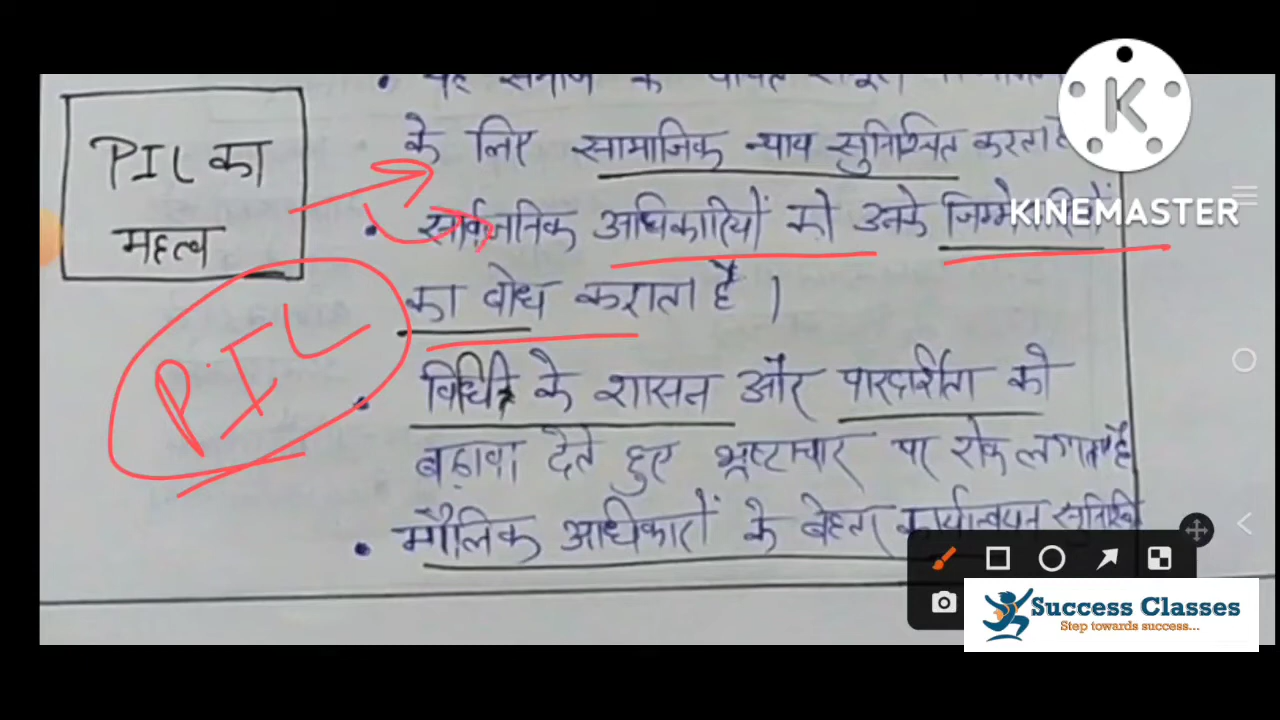 PIL का
महत्व
के लिए सामाजिक न्याय सुनिश्चित करता
सार्वजनिक अधिकारियों को उनके
का बोध कराता है।
PIL
विधि के शासन और पारदर्शिता को
बढ़ावा देते हुए भ्रष्टाचार पर रोक लगाता है
मौलिक अधिकारों के बेहतर कार्यान्वयन
K
KINEMASTER
Success Classes
Step towards success...